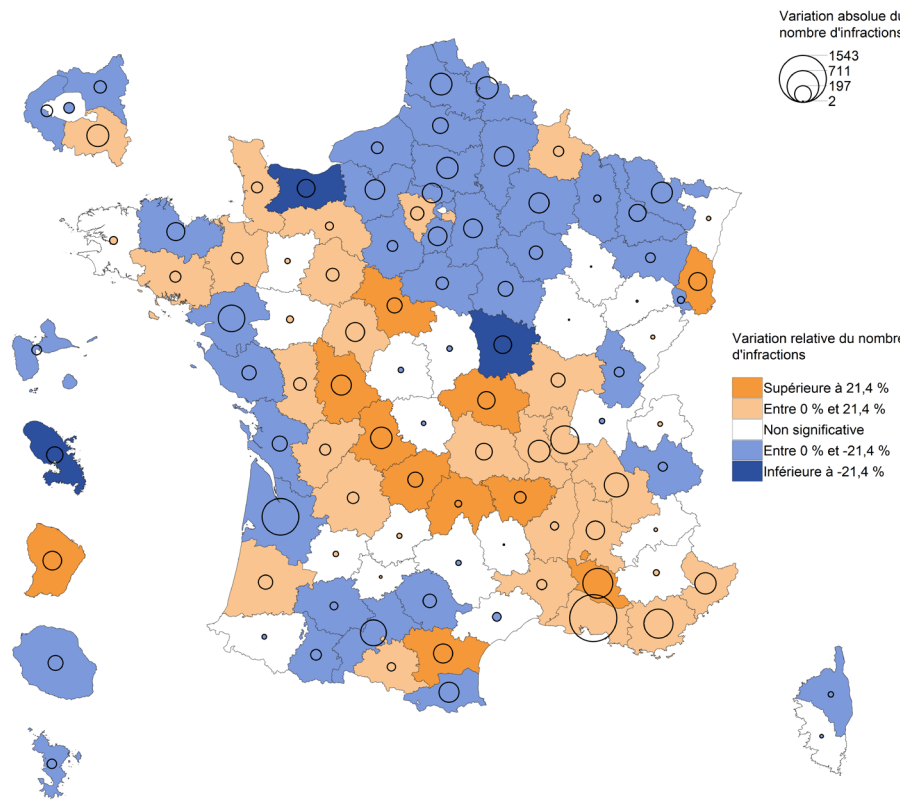 Variation absolue du
nombre d'infractions
1543
711
197
2
Variation relative du nombre
d'infractions
Supérieure à 21,4 %
Entre 0 % et 21,4 %
Non significative
Entre 0 % et -21,4 %
Inférieure à -21,4 %